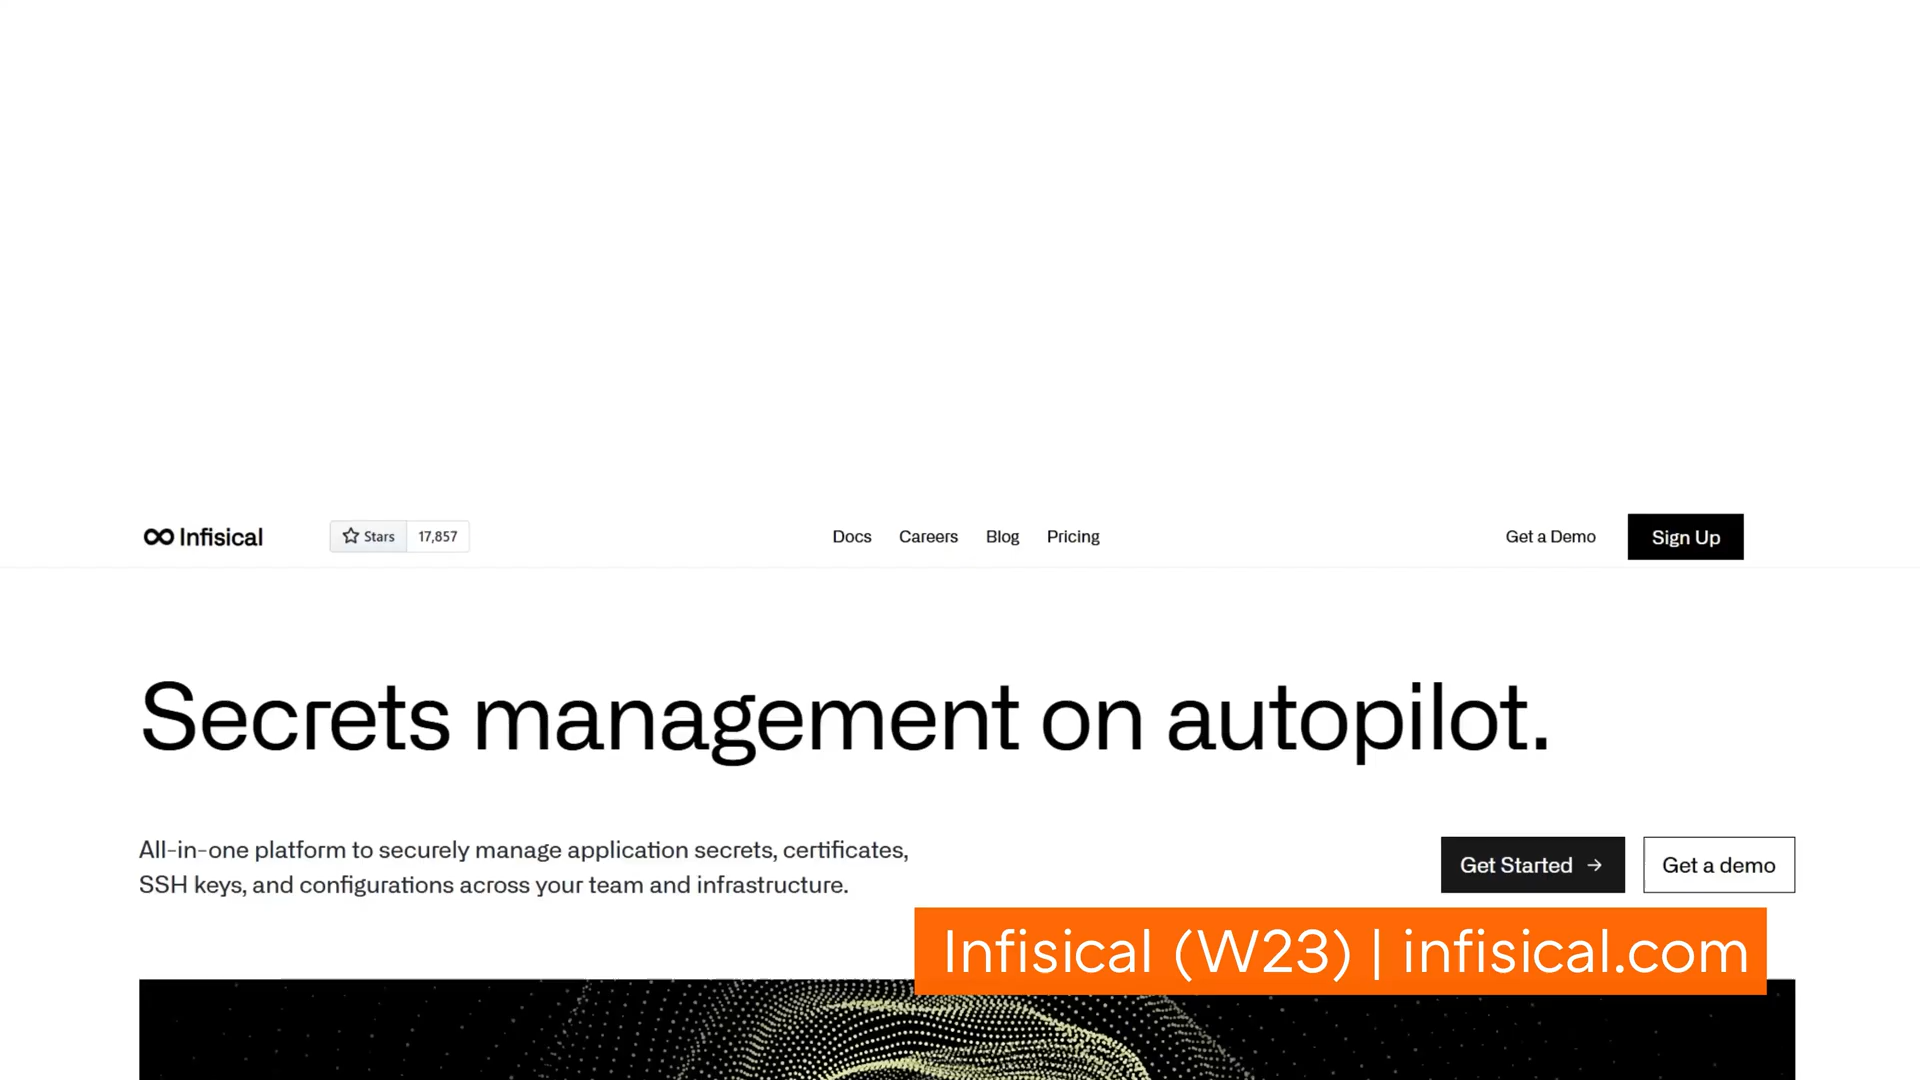 Infisical
Stars 17,857
Docs Careers Blog Pricing
Get a Demo
Sign Up
Secrets management on autopilot.
All-in-one platform to securely manage application secrets, certificates,
SSH keys, and configurations across your team and infrastructure.
Get Started →
Get a demo
Infisical (W23) | infisical.com